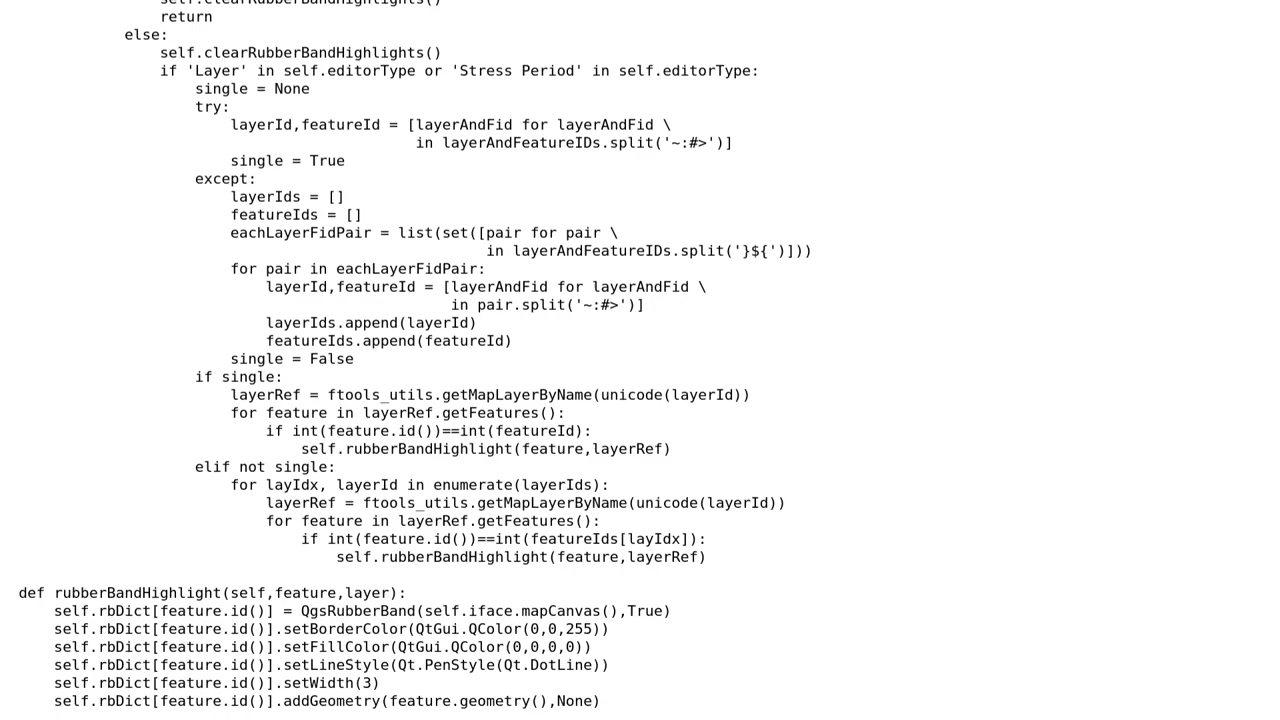 self.clearRubberBandHighlights()
return
else:
self.clearRubberBandHighlights()
if 'Layer' in self.editorType or 'Stress Period' in self.editorType:
single = None
try:
layerId,featureId = [layerAndFid for layerAndFid \
in layerAndFeatureIDs.split('~:#>')]
single = True
except:
layerIds = []
featureIds = []
eachLayerFidPair = list(set([pair for pair \
in layerAndFeatureIDs.split('}${')]))
for pair in eachLayerFidPair:
layerId,featureId = [layerAndFid for layerAndFid \
in pair.split('~:#>')]
layerIds.append(layerId)
featureIds.append(featureId)
single = False
if single:
layerRef = ftools_utils.getMapLayerByName(unicode(layerId))
for feature in layerRef.getFeatures():
if int(feature.id())==int(featureId):
self.rubberBandHighlight(feature,layerRef)
elif not single:
for layIdx, layerId in enumerate(layerIds):
layerRef = ftools_utils.getMapLayerByName(unicode(layerId))
for feature in layerRef.getFeatures():
if int(feature.id())==int(featureIds[layIdx]):
self.rubberBandHighlight(feature,layerRef)
def rubberBandHighlight(self,feature,layer):
self.rbDict[feature.id()] = QgsRubberBand(self.iface.mapCanvas(),True)
self.rbDict[feature.id()].setBorderColor(QtGui.QColor(0,0,255))
self.rbDict[feature.id()].setFillColor(QtGui.QColor(0,0,0,0))
self.rbDict[feature.id()].setLineStyle(Qt.PenStyle(Qt.DotLine))
self.rbDict[feature.id()].setWidth(3)
self.rbDict[feature.id()].addGeometry(feature.geometry(),None)